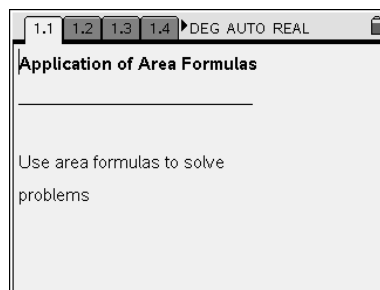 1.1 1.2 1.3 1.4 DEG AUTO REAL
Application of Area Formulas
Use area formulas to solve
problems